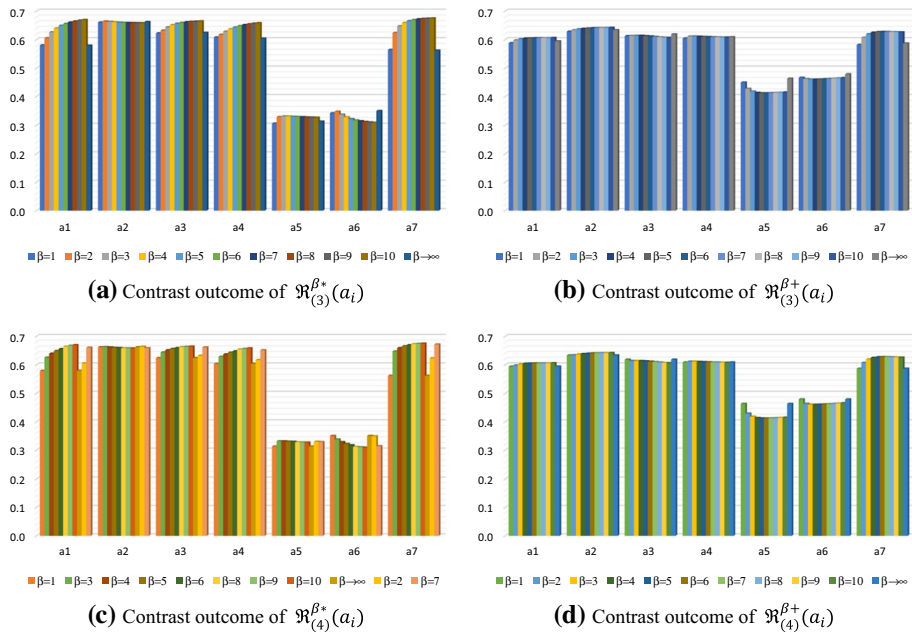 0.7 0.7
0.6 0.6
0.5 0.5
0.4 0.4
0.3 0.3
0.2 0.2
0.1 0.1
0.0 0.0
a1 a2 a3 a4 a5 a6 a7 a1 a2 a3 a4 a5 a6 a7
β=1 β=2 β=3 β=4 β=5 β=6 β=7 β=8 β=9 β=10 β→∞ β=1 β=2 β=3 β=4 β=5 β=6 β=7 β=8 β=9 β=10 β→∞
(a) Contrast outcome of ℜ^{β*}_{(3)}(a_i) (b) Contrast outcome of ℜ^{β+}_{(3)}(a_i)
0.7 0.7
0.6 0.6
0.5 0.5
0.4 0.4
0.3 0.3
0.2 0.2
0.1 0.1
0.0 0.0
a1 a2 a3 a4 a5 a6 a7 a1 a2 a3 a4 a5 a6 a7
β=1 β=3 β=4 β=5 β=6 β=8 β=9 β=10 β→∞ β=2 β=7 β=1 β=2 β=3 β=4 β=5 β=6 β=7 β=8 β=9 β=10 β→∞
(c) Contrast outcome of ℜ^{β*}_{(4)}(a_i) (d) Contrast outcome of ℜ^{β+}_{(4)}(a_i)